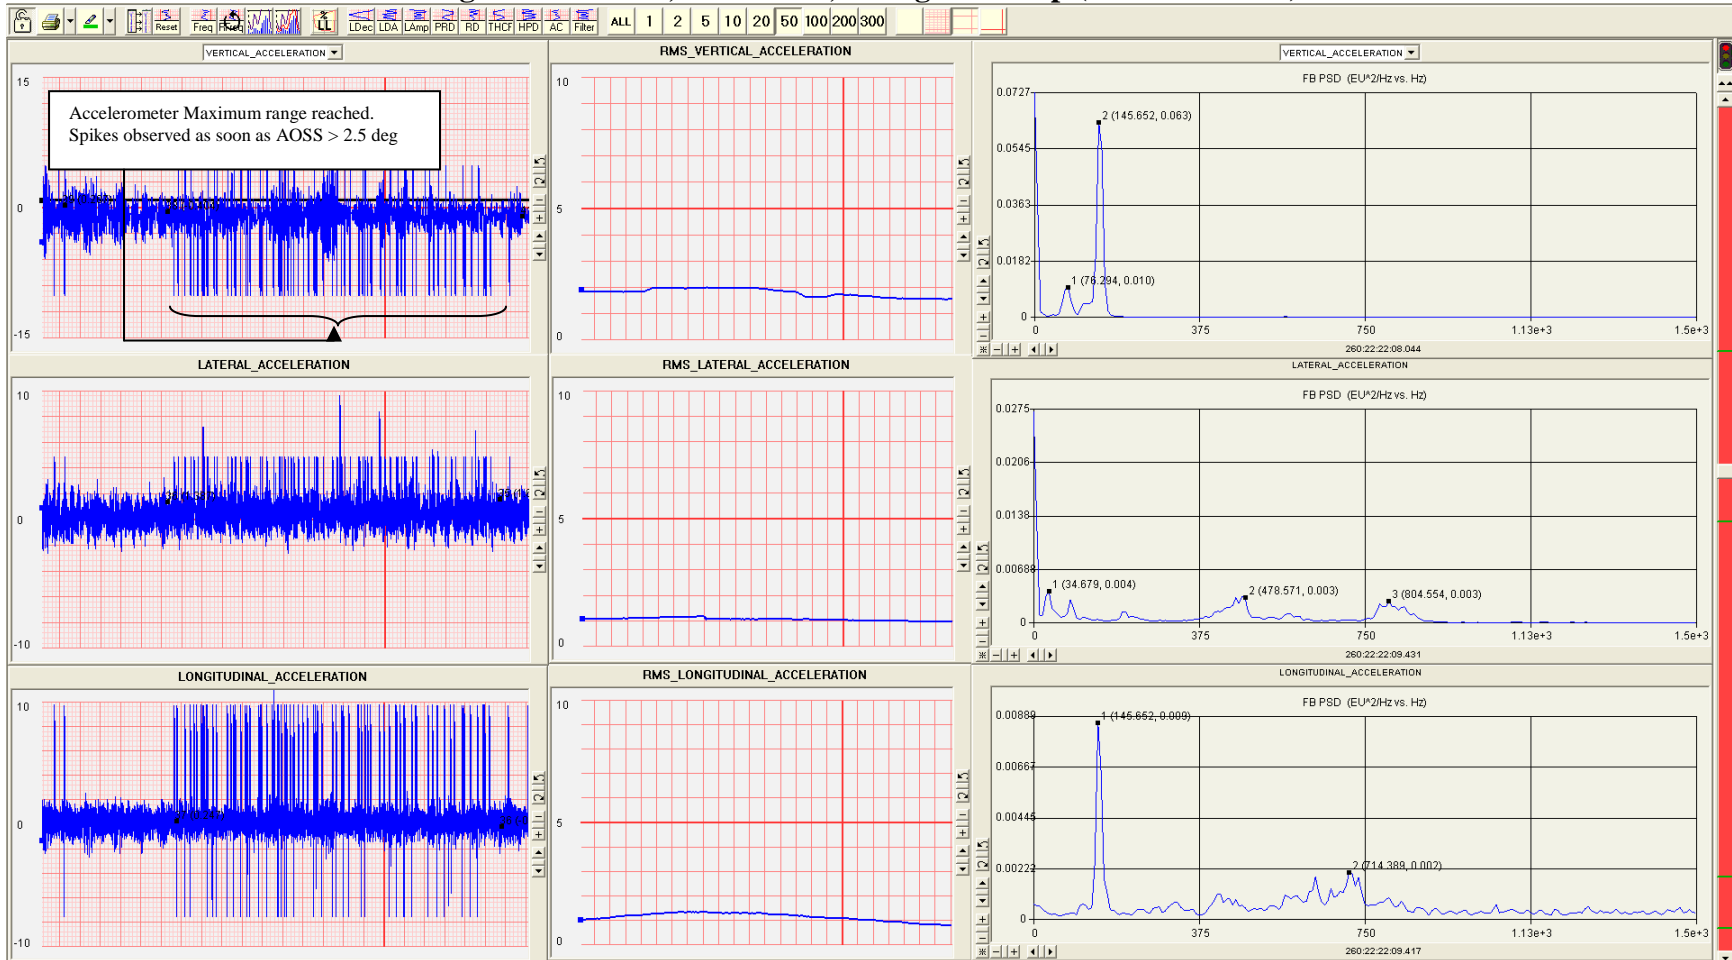 Reset Freq LDec LDA LAmp PRD RD THCF HPD AC Filter ALL 1 2 5 10 20 50 100 200 300
VERTICAL_ACCELERATION
15
0
-15
Accelerometer Maximum range reached.
Spikes observed as soon as AOSS > 2.5 deg
RMS_VERTICAL_ACCELERATION
10
5
0
VERTICAL_ACCELERATION
FB PSD (EU^2/Hz vs. Hz)
0.0727
0.0545
0.0363
0.0182
0
2 (145.652, 0.063)
1 (76.294, 0.010)
0 375 750 1.13e+3 1.5e+3
260:22:22:08.044
LATERAL_ACCELERATION
10
0
-10
RMS_LATERAL_ACCELERATION
10
5
0
LATERAL_ACCELERATION
FB PSD (EU^2/Hz vs. Hz)
0.0275
0.0206
0.0138
0.00688
0
1 (34.679, 0.004)
2 (478.571, 0.003)
3 (804.554, 0.003)
0 375 750 1.13e+3 1.5e+3
260:22:22:09.431
LONGITUDINAL_ACCELERATION
10
0
-10
RMS_LONGITUDINAL_ACCELERATION
10
5
0
LONGITUDINAL_ACCELERATION
FB PSD (EU^2/Hz vs. Hz)
0.00889
0.00667
0.00445
0.00222
0
1 (145.652, 0.009)
2 (714.389, 0.002)
0 375 750 1.13e+3 1.5e+3
260:22:22:09.417